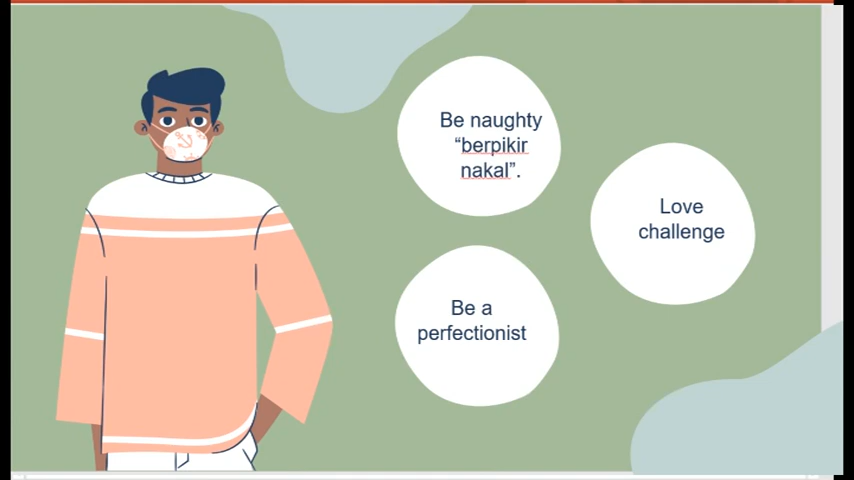 Be naughty
“berpikir
nakal”.
Love
challenge
Be a
perfectionist